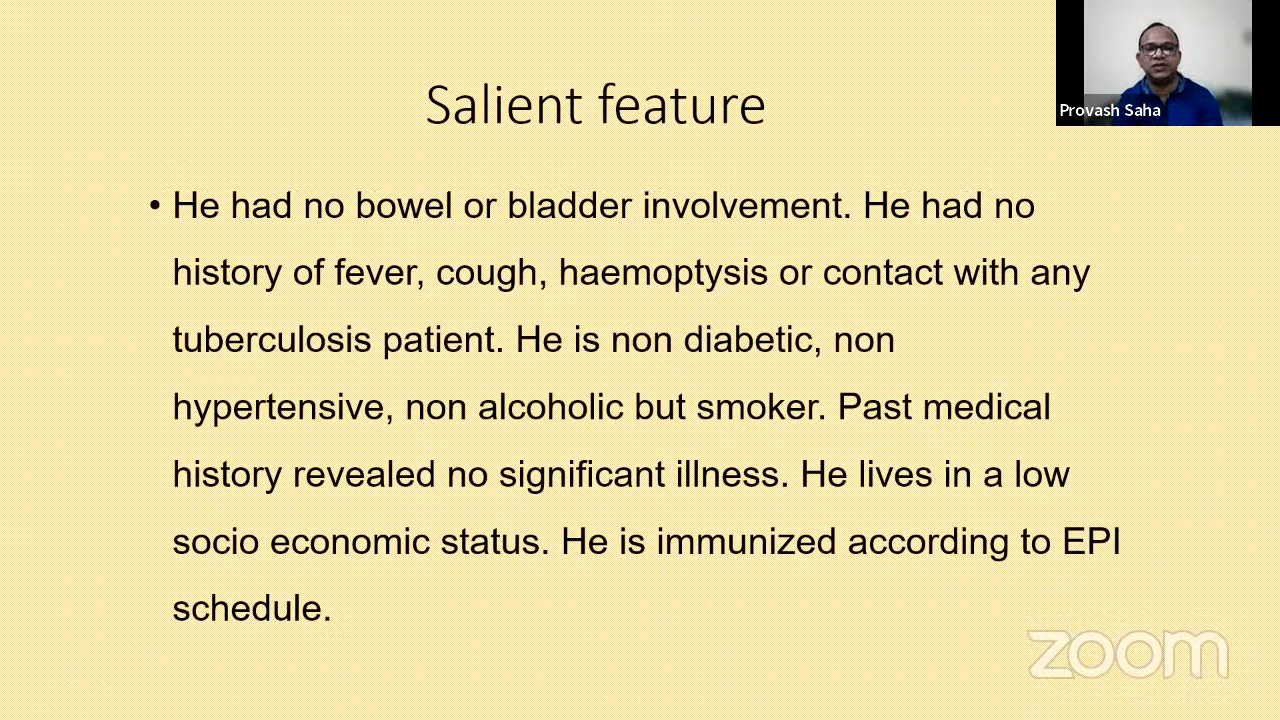 Salient feature
Provash Saha
• He had no bowel or bladder involvement. He had no
history of fever, cough, haemoptysis or contact with any
tuberculosis patient. He is non diabetic, non
hypertensive, non alcoholic but smoker. Past medical
history revealed no significant illness. He lives in a low
socio economic status. He is immunized according to EPI
schedule.
zoom